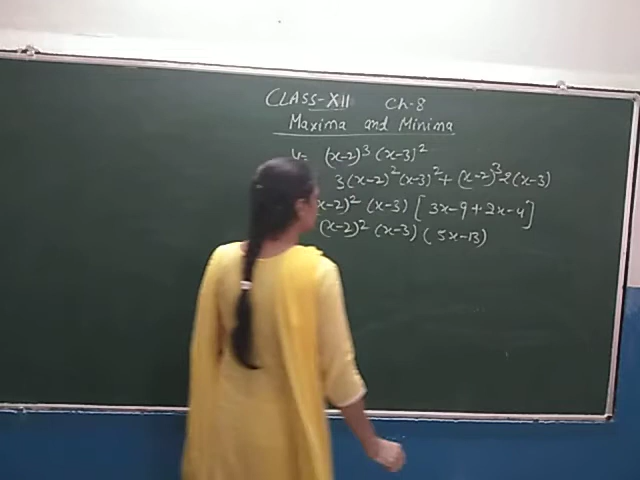 CLASS-XII Ch-8
Maxima and Minima
y= (x-2)³ (x-3)²
3(x-2)²(x-3)² + (x-2)³ 2(x-3)
x-2)² (x-3) [3x-9+2x-4]
(x-2)² (x-3) (5x-13)